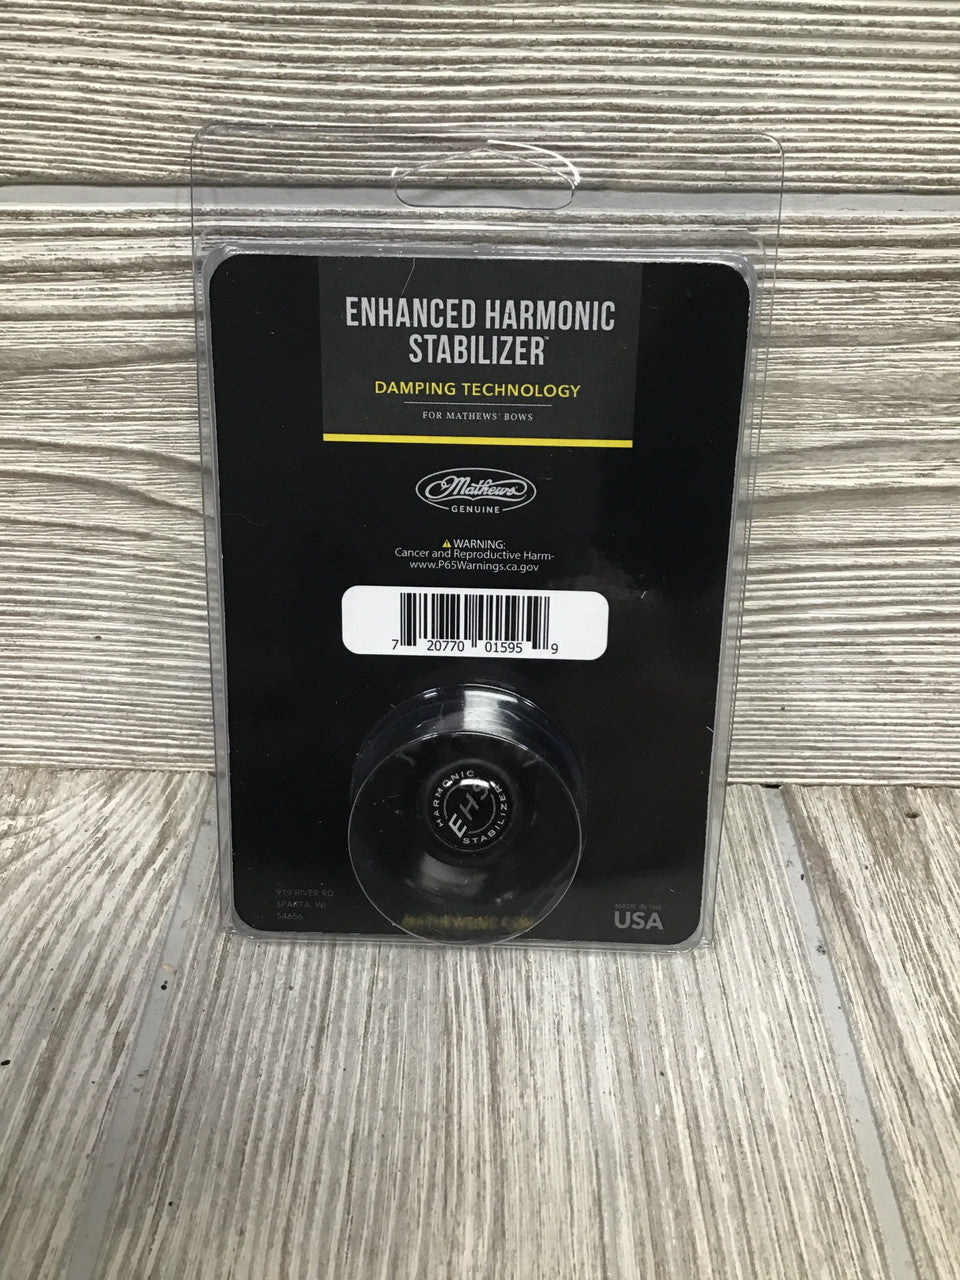 ENHANCED HARMONIC
STABILIZER™
DAMPING TECHNOLOGY
FOR MATHEWS® BOWS
Mathews
GENUINE
WARNING:
Cancer and Reproductive Harm-
www.P65Warnings.ca.gov
7 20770 01595 9
HARMONIC
EHS
STABILIZER
919 RIVER RD
SPARTA, WI
54656
MATHEWSINC.COM
MADE IN THE
USA